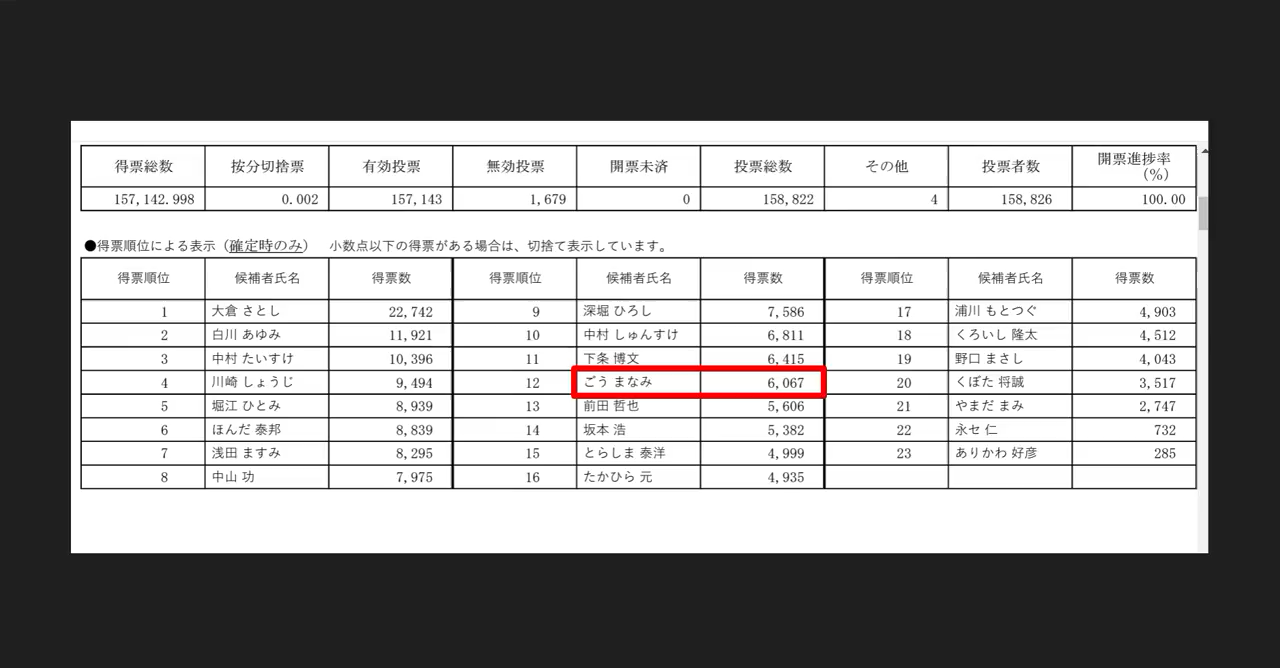 得票総数 按分切捨票 有効投票 無効投票 開票未済 投票総数 その他 投票者数 開票進捗率
(%)
157,142.998 0.002 157,143 1,679 0 158,822 4 158,826 100.00
●得票順位による表示（確定時のみ）　小数点以下の得票がある場合は、切捨て表示しています。
得票順位 候補者氏名 得票数 得票順位 候補者氏名 得票数 得票順位 候補者氏名 得票数
1 大倉 さとし 22,742 9 深堀 ひろし 7,586 17 浦川 もとつぐ 4,903
2 白川 あゆみ 11,921 10 中村 しゅんすけ 6,811 18 くろいし 隆太 4,512
3 中村 たいすけ 10,396 11 下条 博文 6,415 19 野口 まさし 4,043
4 川崎 しょうじ 9,494 12 ごう まなみ 6,067 20 くぼた 将誠 3,517
5 堀江 ひとみ 8,939 13 前田 哲也 5,606 21 やまだ まみ 2,747
6 ほんだ 泰邦 8,839 14 坂本 浩 5,382 22 永セ 仁 732
7 浅田 ますみ 8,295 15 とらしま 泰洋 4,999 23 ありかわ 好彦 285
8 中山 功 7,975 16 たかひら 元 4,935